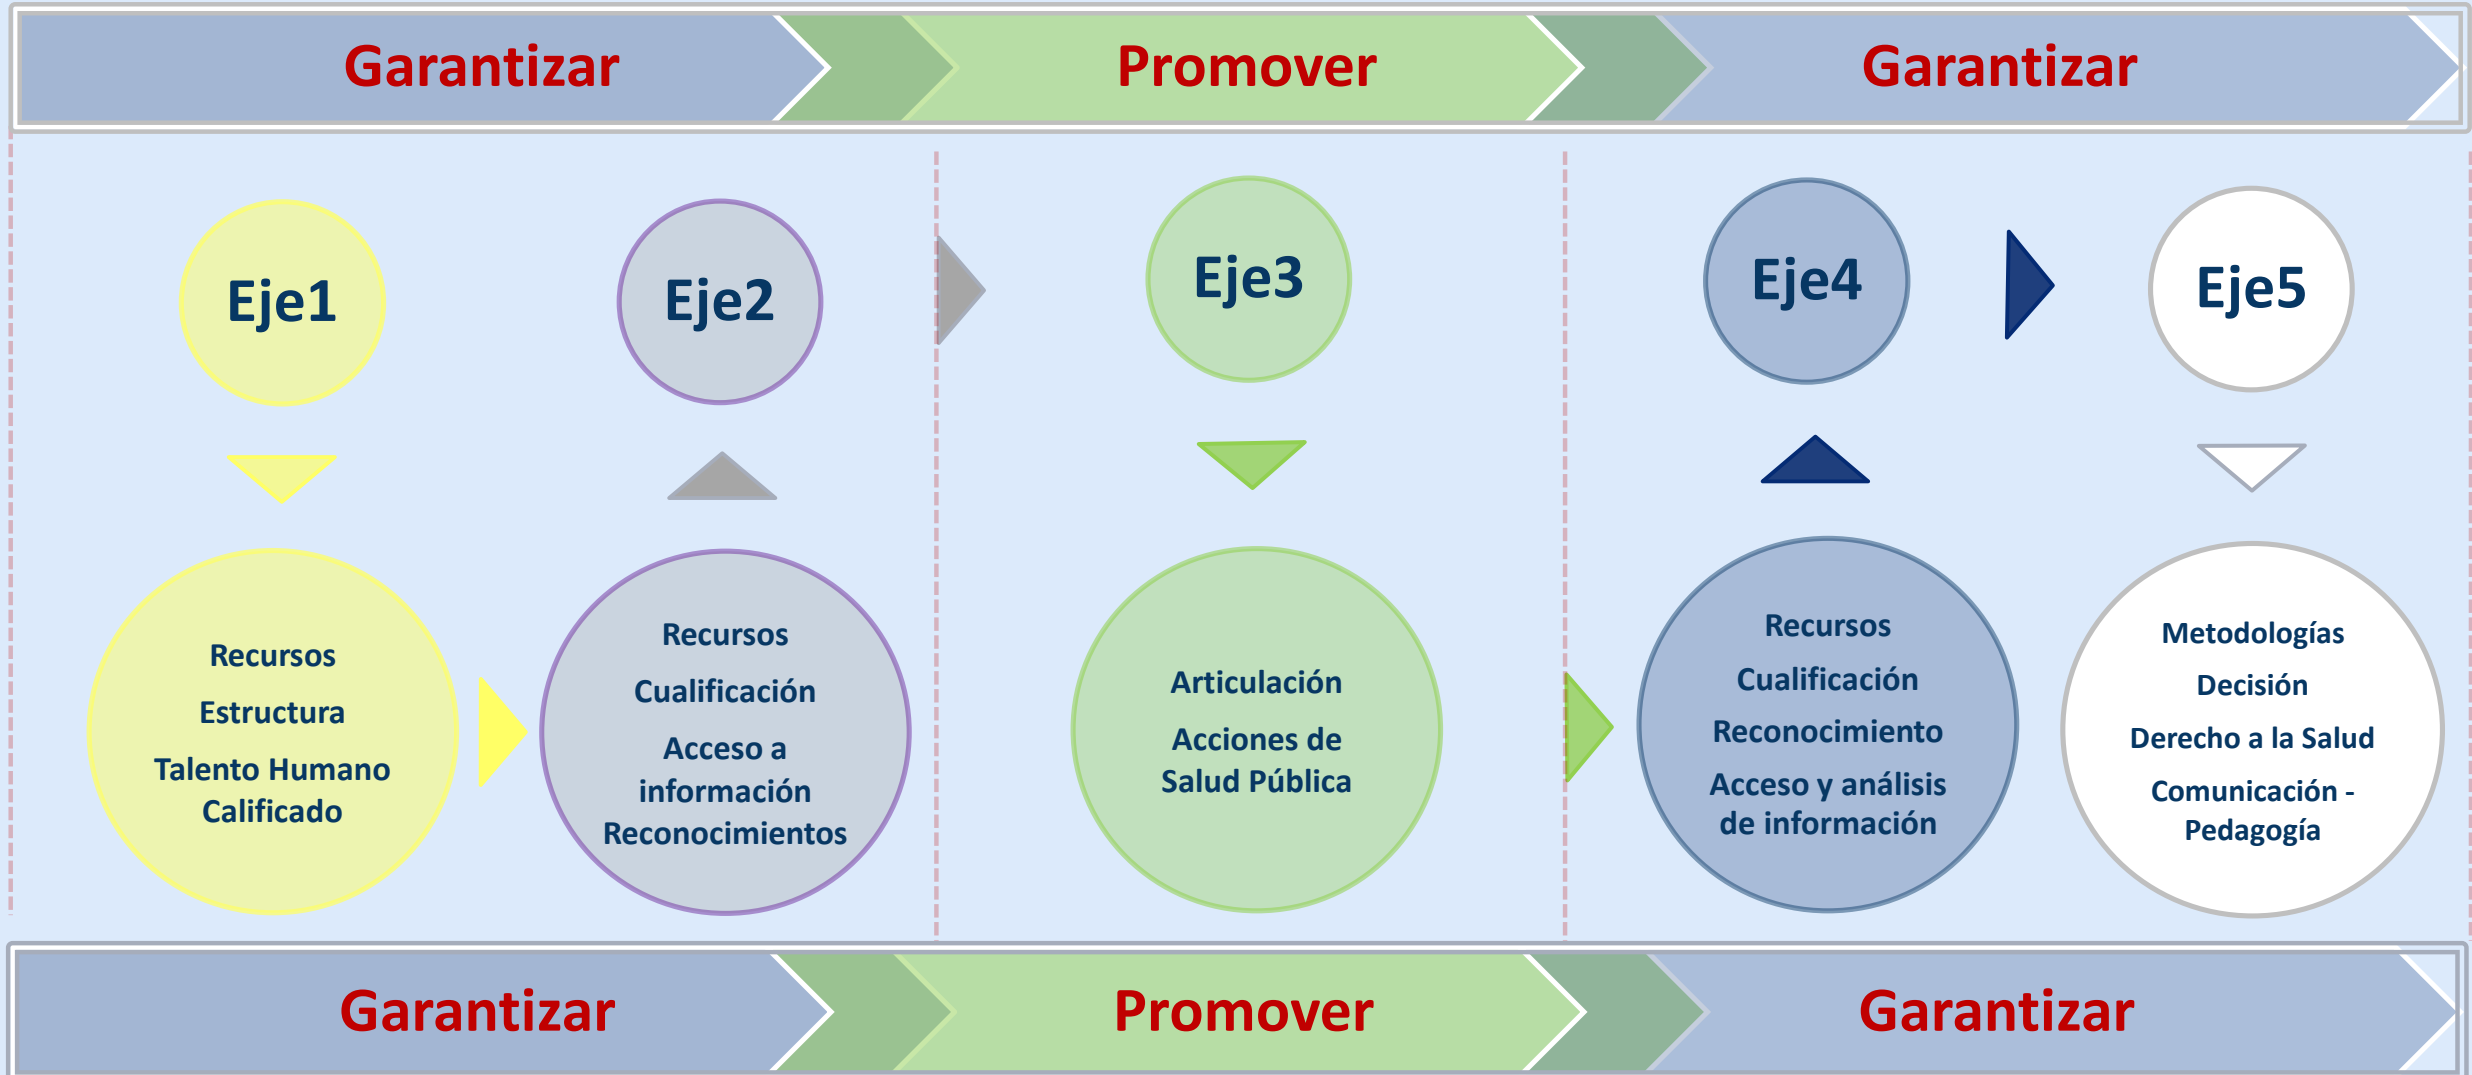 Garantizar
Promover
Garantizar
Eje1
Eje2
Eje3
Eje4
Eje5
Recursos
Estructura
Talento Humano
Calificado
Recursos
Cualificación
Acceso a
información
Reconocimientos
Articulación
Acciones de
Salud Pública
Recursos
Cualificación
Reconocimiento
Acceso y análisis
de información
Metodologías
Decisión
Derecho a la Salud
Comunicación -
Pedagogía
Garantizar
Promover
Garantizar